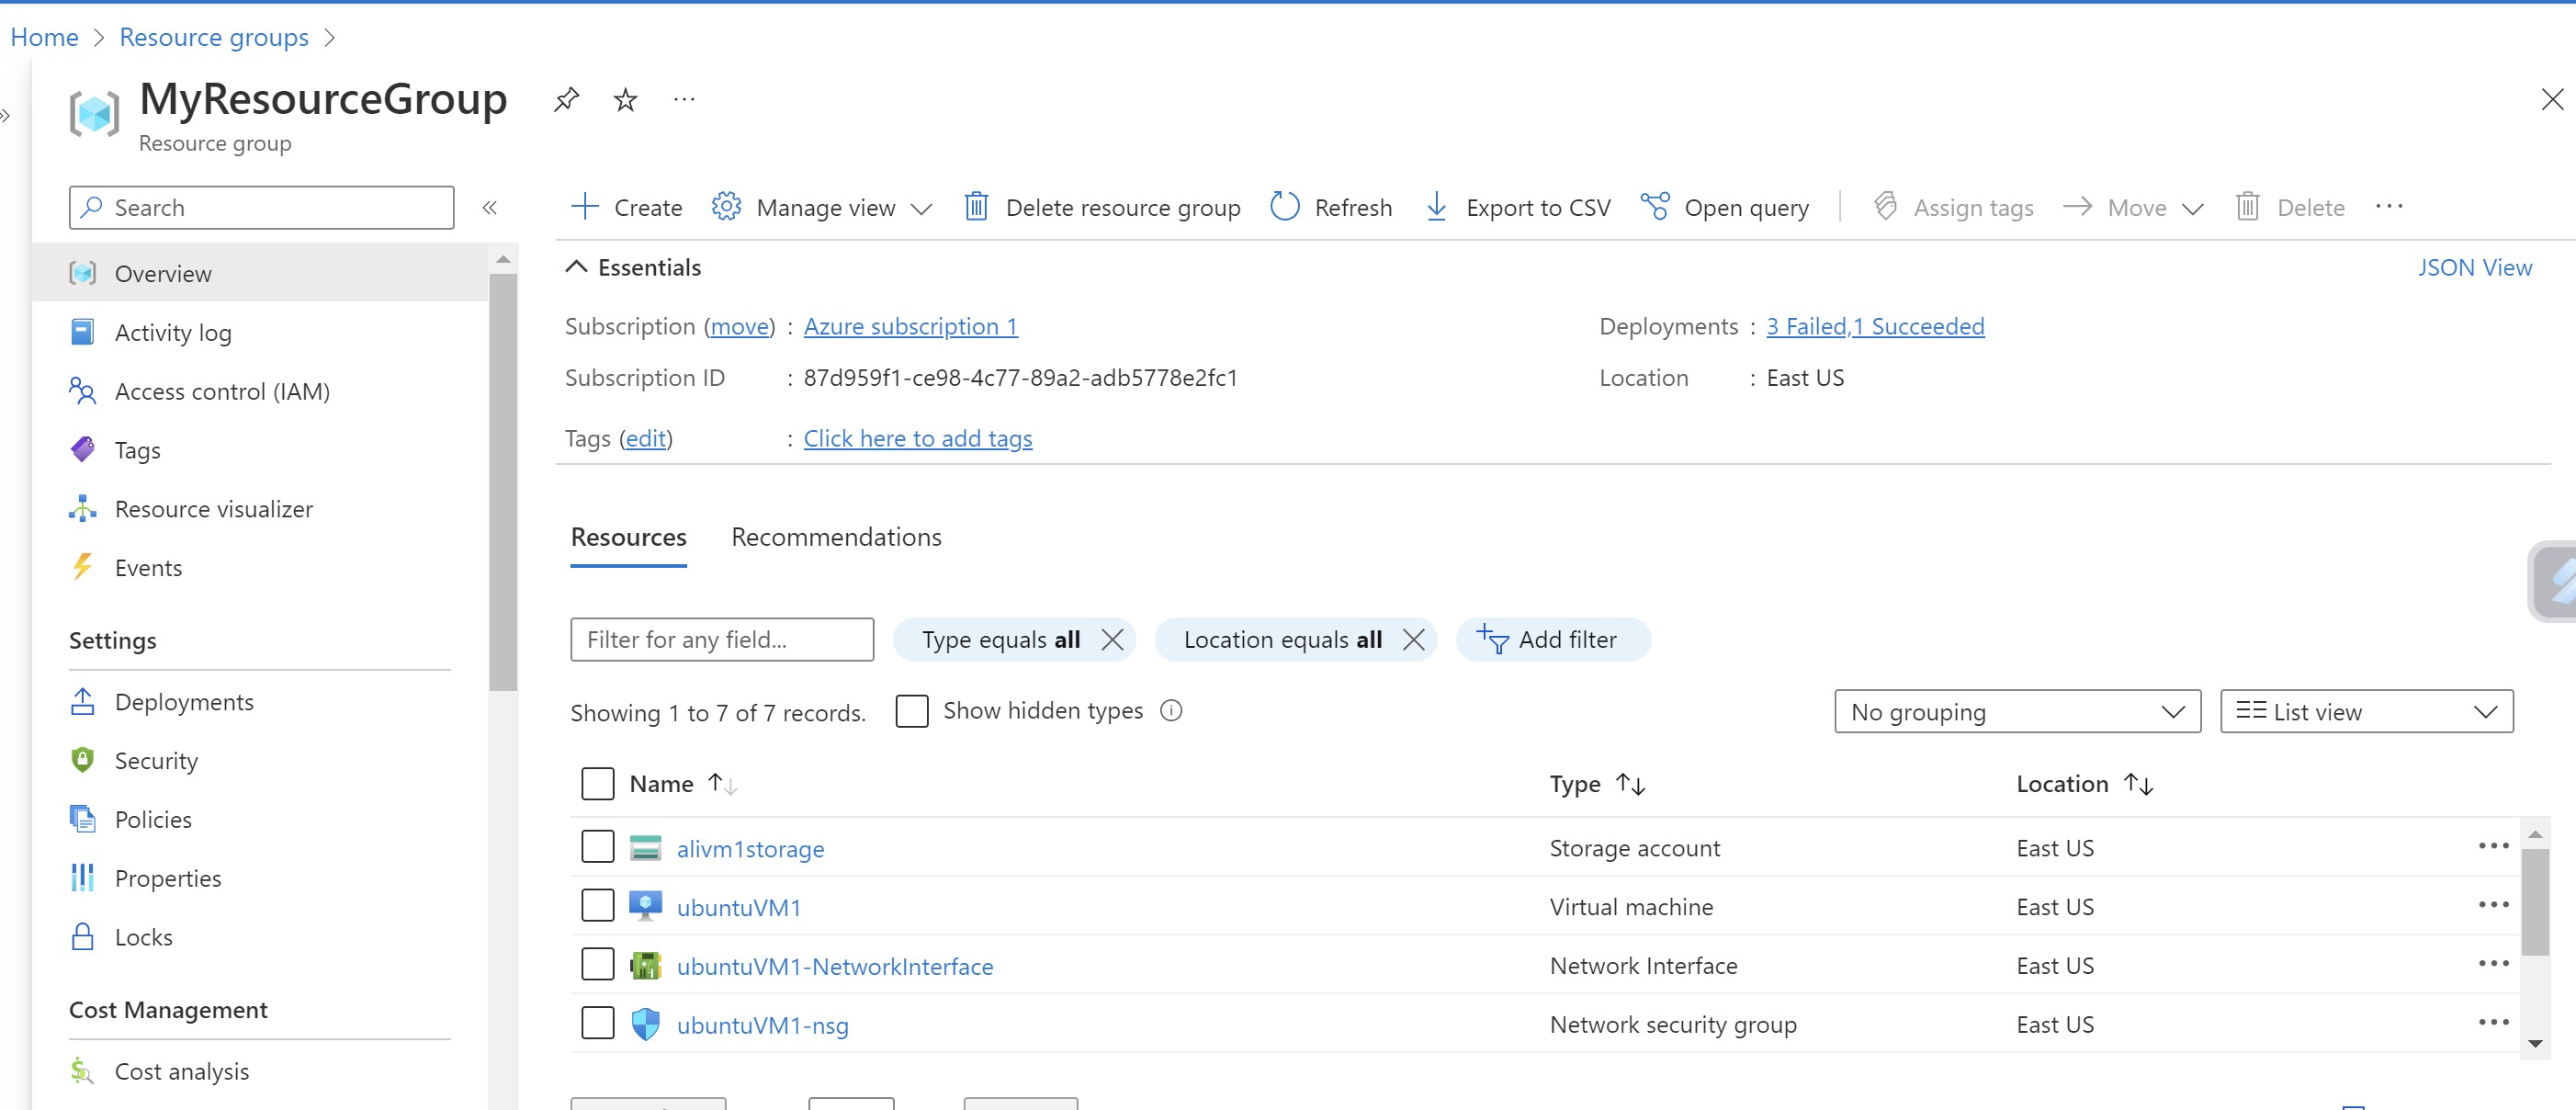 Home > Resource groups >
MyResourceGroup
Resource group
Search
Create Manage view Delete resource group Refresh Export to CSV Open query Assign tags Move Delete
Overview
Activity log
Access control (IAM)
Tags
Resource visualizer
Events
Settings
Deployments
Security
Policies
Properties
Locks
Cost Management
Cost analysis
Essentials
JSON View
Subscription (move) : Azure subscription 1
Deployments : 3 Failed,1 Succeeded
Subscription ID : 87d959f1-ce98-4c77-89a2-adb5778e2fc1
Location : East US
Tags (edit) : Click here to add tags
Resources Recommendations
Filter for any field... Type equals all Location equals all Add filter
Showing 1 to 7 of 7 records. Show hidden types No grouping List view
Name Type Location
alivm1storage Storage account East US
ubuntuVM1 Virtual machine East US
ubuntuVM1-NetworkInterface Network Interface East US
ubuntuVM1-nsg Network security group East US